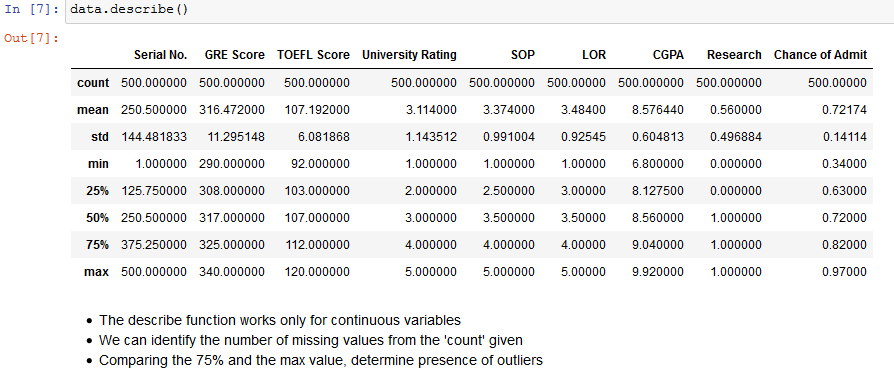 In [7]: data.describe()
Out[7]:
Serial No. GRE Score TOEFL Score University Rating SOP LOR CGPA Research Chance of Admit
count 500.000000 500.000000 500.000000 500.000000 500.000000 500.00000 500.000000 500.000000 500.00000
mean 250.500000 316.472000 107.192000 3.114000 3.374000 3.48400 8.576440 0.560000 0.72174
std 144.481833 11.295148 6.081868 1.143512 0.991004 0.92545 0.604813 0.496884 0.14114
min 1.000000 290.000000 92.000000 1.000000 1.000000 1.00000 6.800000 0.000000 0.34000
25% 125.750000 308.000000 103.000000 2.000000 2.500000 3.00000 8.127500 0.000000 0.63000
50% 250.500000 317.000000 107.000000 3.000000 3.500000 3.50000 8.560000 1.000000 0.72000
75% 375.250000 325.000000 112.000000 4.000000 4.000000 4.00000 9.040000 1.000000 0.82000
max 500.000000 340.000000 120.000000 5.000000 5.000000 5.00000 9.920000 1.000000 0.97000
• The describe function works only for continuous variables
• We can identify the number of missing values from the 'count' given
• Comparing the 75% and the max value, determine presence of outliers